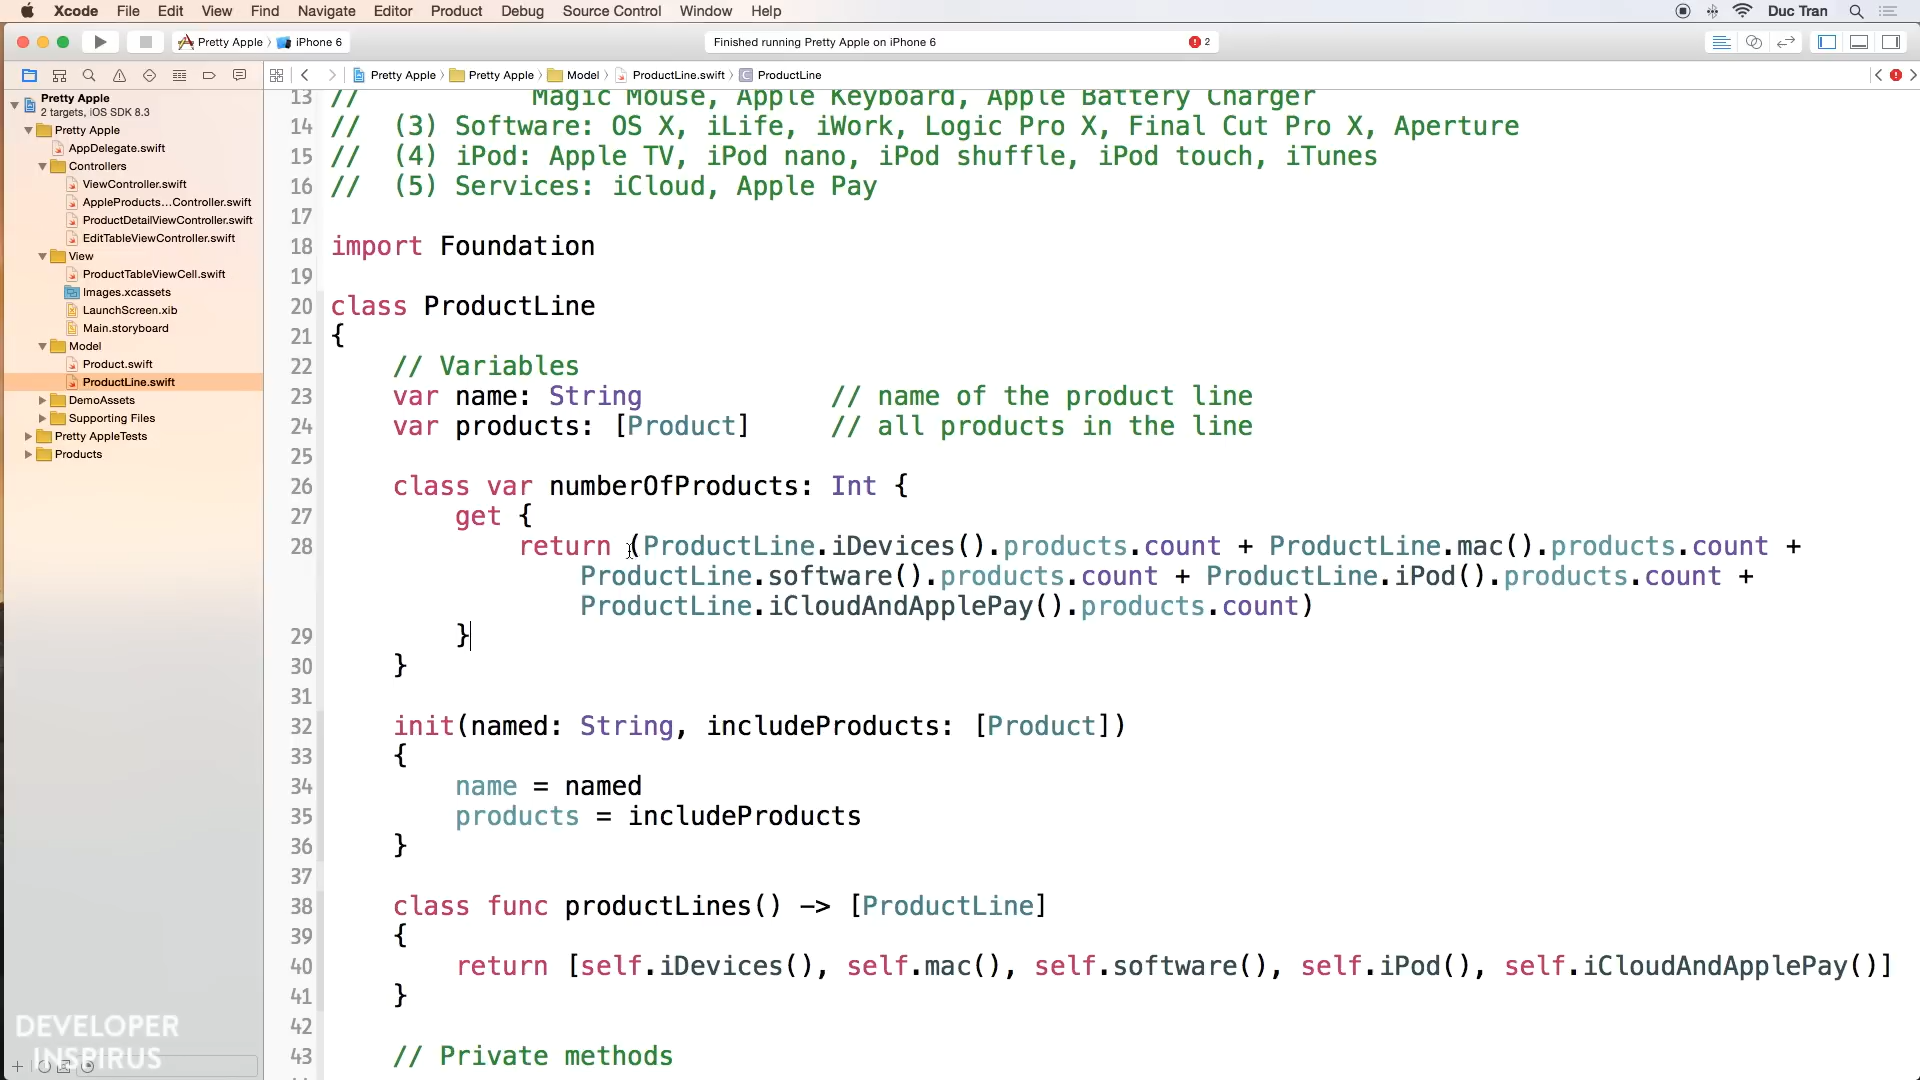 Xcode File Edit View Find Navigate Editor Product Debug Source Control Window Help Duc Tran
Pretty Apple iPhone 6 Finished running Pretty Apple on iPhone 6 2
Pretty Apple Pretty Apple Model ProductLine.swift C ProductLine
Pretty Apple
2 targets, iOS SDK 8.3
Pretty Apple
AppDelegate.swift
Controllers
ViewController.swift
AppleProducts...Controller.swift
ProductDetailViewController.swift
EditTableViewController.swift
View
ProductTableViewCell.swift
Images.xcassets
LaunchScreen.xib
Main.storyboard
Model
Product.swift
ProductLine.swift
DemoAssets
Supporting Files
Pretty AppleTests
Products
13 // Magic Mouse, Apple Keyboard, Apple Battery Charger
14 // (3) Software: OS X, iLife, iWork, Logic Pro X, Final Cut Pro X, Aperture
15 // (4) iPod: Apple TV, iPod nano, iPod shuffle, iPod touch, iTunes
16 // (5) Services: iCloud, Apple Pay
17
18 import Foundation
19
20 class ProductLine
21 {
22 // Variables
23 var name: String // name of the product line
24 var products: [Product] // all products in the line
25
26 class var numberOfProducts: Int {
27 get {
28 return (ProductLine.iDevices().products.count + ProductLine.mac().products.count +
ProductLine.software().products.count + ProductLine.iPod().products.count +
ProductLine.iCloudAndApplePay().products.count)
29 }
30 }
31
32 init(named: String, includeProducts: [Product])
33 {
34 name = named
35 products = includeProducts
36 }
37
38 class func productLines() -> [ProductLine]
39 {
40 return [self.iDevices(), self.mac(), self.software(), self.iPod(), self.iCloudAndApplePay()]
41 }
42
43 // Private methods
DEVELOPER
INSPIRUS